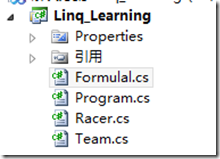 Linq_Learning
Properties
引用
Formulal.cs
Program.cs
Racer.cs
Team.cs